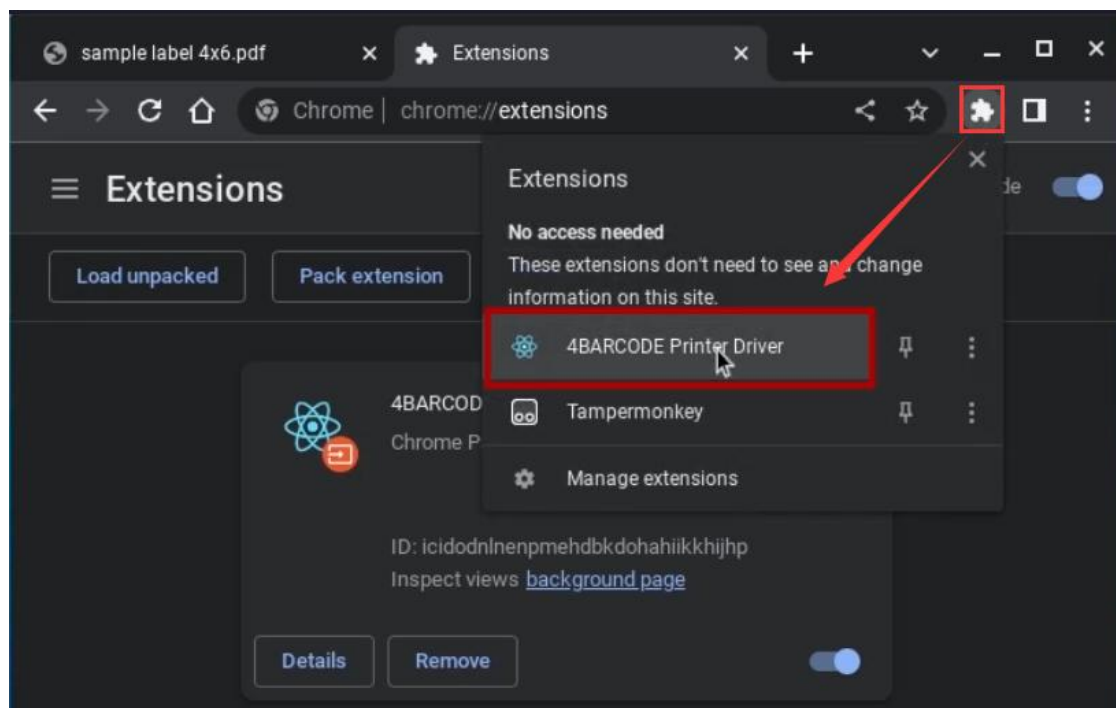 sample label 4x6.pdf
Extensions
Chrome | chrome://extensions
Extensions
de
Load unpacked
Pack extension
Extensions
No access needed
These extensions don't need to see and change
information on this site.
4BARCODE Printer Driver
Tampermonkey
Manage extensions
4BARCOD
Chrome P
ID: icidodnlnenpmehdbkdohahiikkhijhp
Inspect views background page
Details
Remove